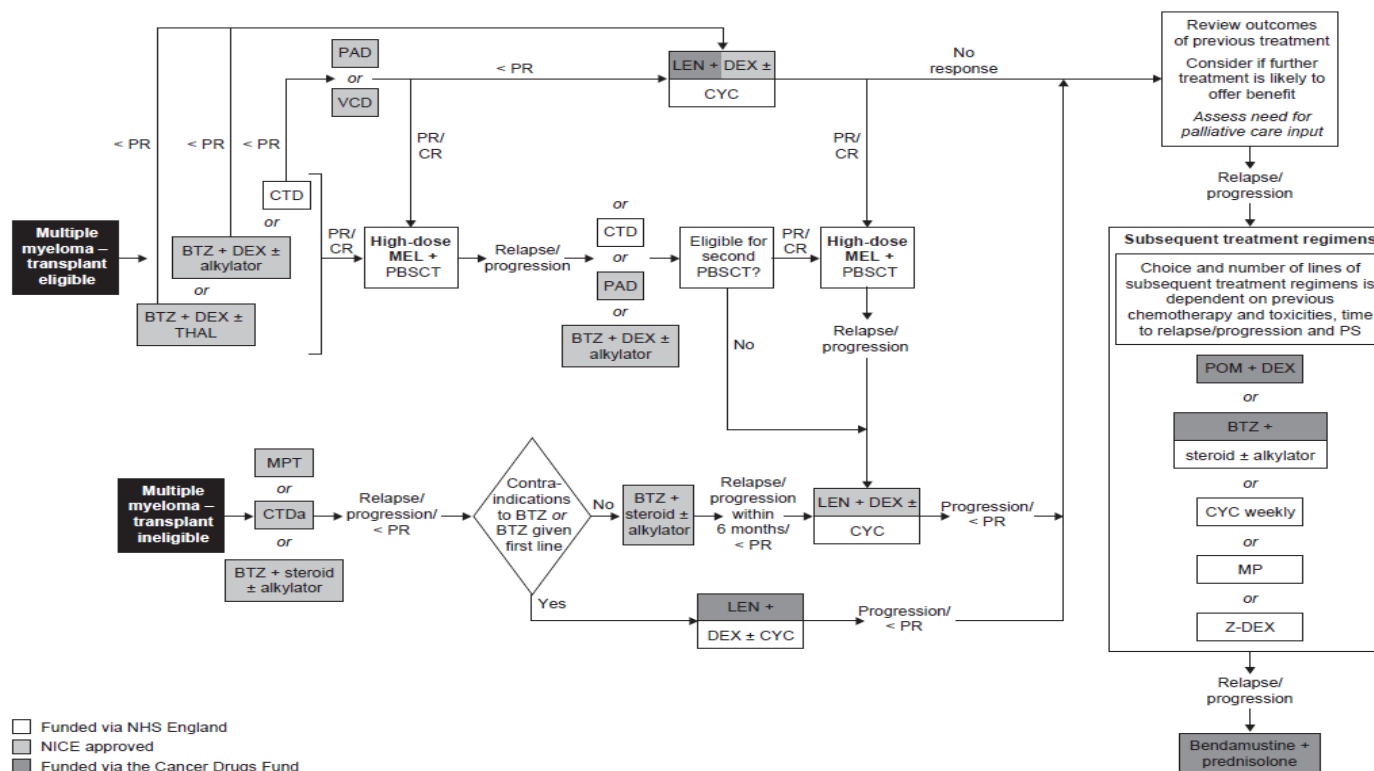 PAD
or
VCD
< PR
LEN + DEX ±
CYC
No
response
Review outcomes
of previous treatment
Consider if further
treatment is likely to
offer benefit
Assess need for
palliative care input
< PR
< PR
< PR
PR/
CR
PR/
CR
Relapse/
progression
CTD
or
BTZ + DEX ±
alkylator
or
BTZ + DEX ±
THAL
Multiple
myeloma –
transplant
eligible
PR/
CR
High-dose
MEL +
PBSCT
Relapse/
progression
or
CTD
or
PAD
or
BTZ + DEX ±
alkylator
Eligible for
second
PBSCT?
PR/
CR
High-dose
MEL +
PBSCT
No
Relapse/
progression
Subsequent treatment regimens
Choice and number of lines of
subsequent treatment regimens is
dependent on previous
chemotherapy and toxicities, time
to relapse/progression and PS
POM + DEX
or
BTZ +
steroid ± alkylator
or
CYC weekly
or
MP
or
Z-DEX
Relapse/
progression
Bendamustine +
prednisolone
Multiple
myeloma –
transplant
ineligible
MPT
or
CTDa
or
BTZ + steroid
± alkylator
Relapse/
progression/
< PR
Contra-
indications
to BTZ or
BTZ given
first line
No
BTZ +
steroid ±
alkylator
Relapse/
progression
within
6 months/
< PR
LEN + DEX ±
CYC
Progression/
< PR
Yes
LEN +
DEX ± CYC
Progression/
< PR
Funded via NHS England
NICE approved
Funded via the Cancer Drugs Fund